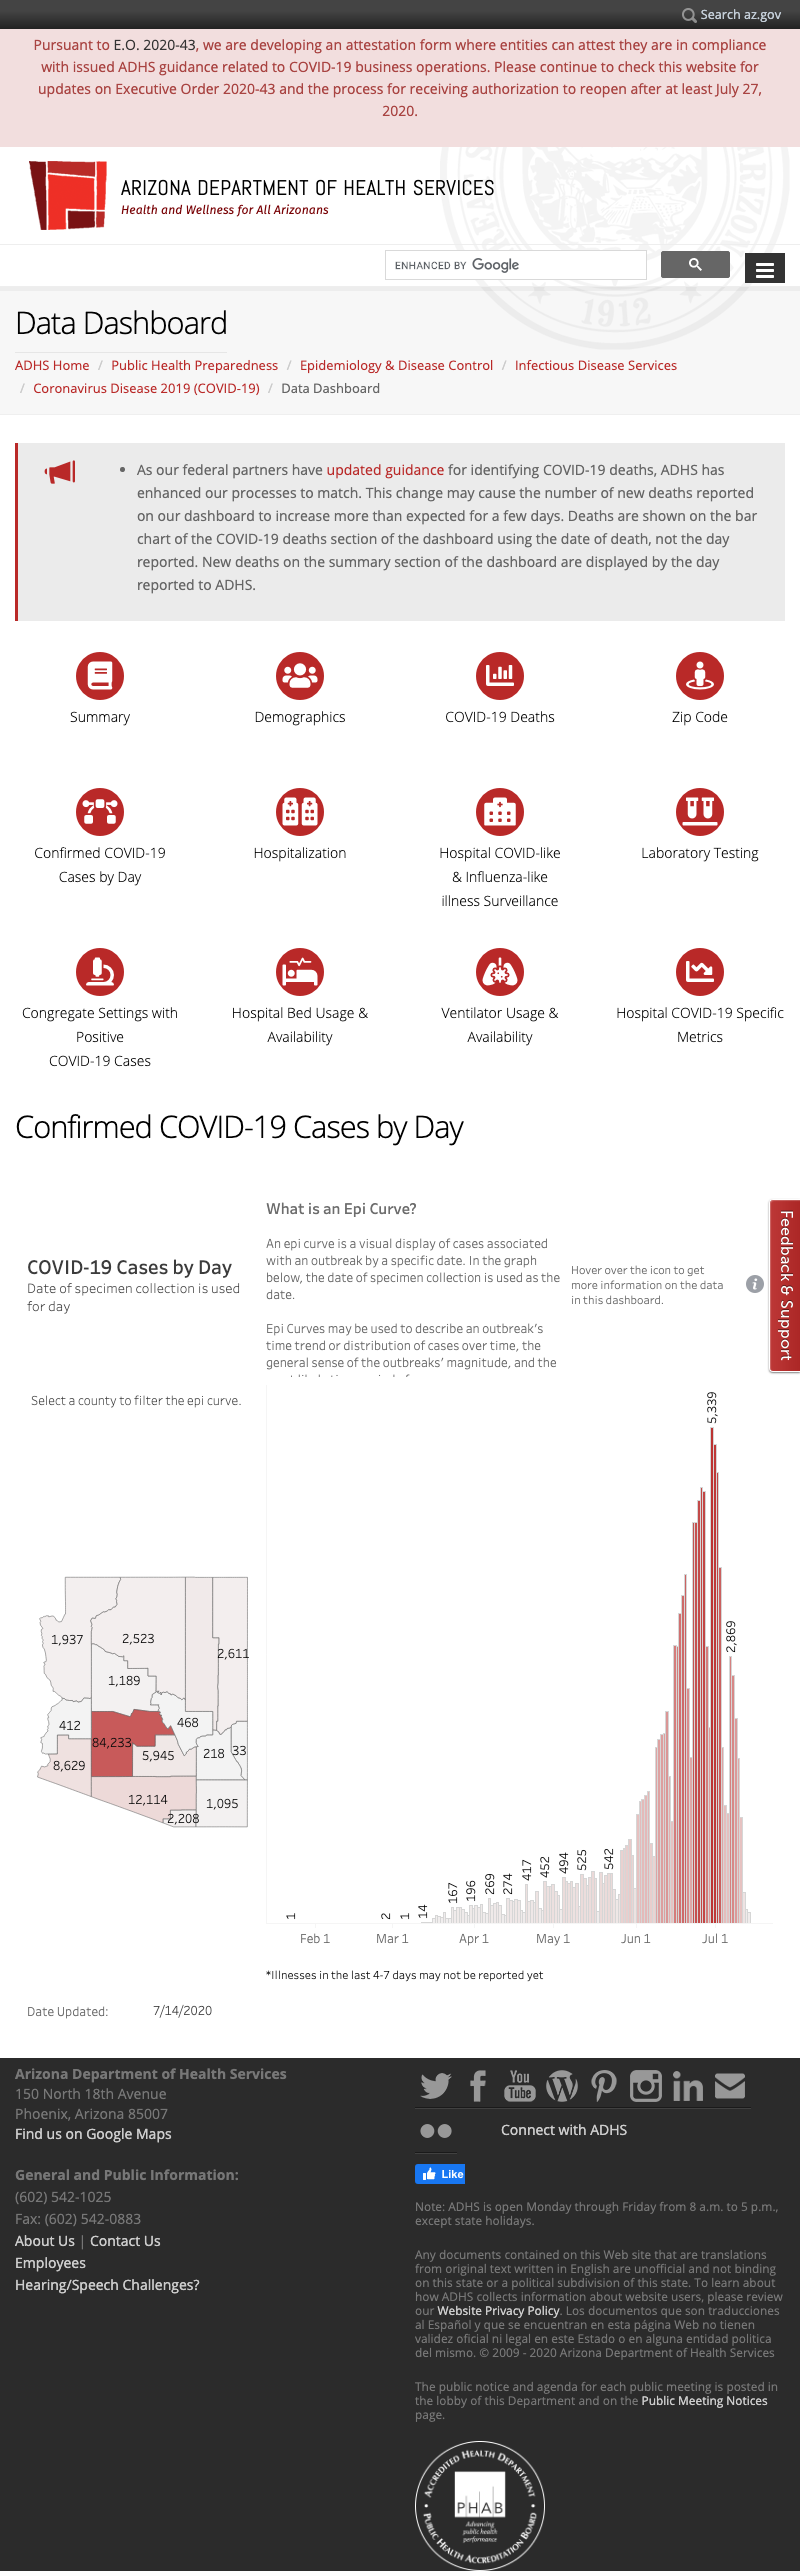 Search az.gov
Pursuant to E.O. 2020-43, we are developing an attestation form where entities can attest they are in compliance
with issued ADHS guidance related to COVID-19 business operations. Please continue to check this website for
updates on Executive Order 2020-43 and the process for receiving authorization to reopen after at least July 27,
2020.
ARIZONA DEPARTMENT OF HEALTH SERVICES
Health and Wellness for All Arizonans
1912
ENHANCED BY Google
Data Dashboard
ADHS Home / Public Health Preparedness / Epidemiology & Disease Control / Infectious Disease Services
/ Coronavirus Disease 2019 (COVID-19) / Data Dashboard
• As our federal partners have updated guidance for identifying COVID-19 deaths, ADHS has
enhanced our processes to match. This change may cause the number of new deaths reported
on our dashboard to increase more than expected for a few days. Deaths are shown on the bar
chart of the COVID-19 deaths section of the dashboard using the date of death, not the day
reported. New deaths on the summary section of the dashboard are displayed by the day
reported to ADHS.
Summary
Demographics
COVID-19 Deaths
Zip Code
Confirmed COVID-19
Cases by Day
Hospitalization
Hospital COVID-like
& Influenza-like
illness Surveillance
Laboratory Testing
Congregate Settings with
Positive
COVID-19 Cases
Hospital Bed Usage &
Availability
Ventilator Usage &
Availability
Hospital COVID-19 Specific
Metrics
Confirmed COVID-19 Cases by Day
Feedback & Support
COVID-19 Cases by Day
Date of specimen collection is used
for day
What is an Epi Curve?
An epi curve is a visual display of cases associated
with an outbreak by a specific date. In the graph
below, the date of specimen collection is used as the
date.
Epi Curves may be used to describe an outbreak's
time trend or distribution of cases over time, the
general sense of the outbreaks' magnitude, and the
Hover over the icon to get
more information on the data
in this dashboard.
i
Select a county to filter the epi curve.
1,937
2,523
2,611
1,189
412
468
84,233
5,945
218
33
8,629
12,114
2,208
1,095
1
2
1
14
167
196
269
274
417
452
494
525
542
5,339
2,869
Feb 1
Mar 1
Apr 1
May 1
Jun 1
Jul 1
*Illnesses in the last 4-7 days may not be reported yet
Date Updated: 7/14/2020
Arizona Department of Health Services
150 North 18th Avenue
Phoenix, Arizona 85007
Find us on Google Maps
General and Public Information:
(602) 542-1025
Fax: (602) 542-0883
About Us | Contact Us
Employees
Hearing/Speech Challenges?
You
Tube
Connect with ADHS
Like
Note: ADHS is open Monday through Friday from 8 a.m. to 5 p.m.,
except state holidays.
Any documents contained on this Web site that are translations
from original text written in English are unofficial and not binding
on this state or a political subdivision of this state. To learn about
how ADHS collects information about website users, please review
our Website Privacy Policy. Los documentos que son traducciones
al Español y que se encuentran en esta página Web no tienen
validez oficial ni legal en este Estado o en alguna entidad politica
del mismo. © 2009 - 2020 Arizona Department of Health Services
The public notice and agenda for each public meeting is posted in
the lobby of this Department and on the Public Meeting Notices
page.
ACCREDITED HEALTH DEPARTMENT
PHAB
Advancing
public health
performance
PUBLIC HEALTH ACCREDITATION BOARD